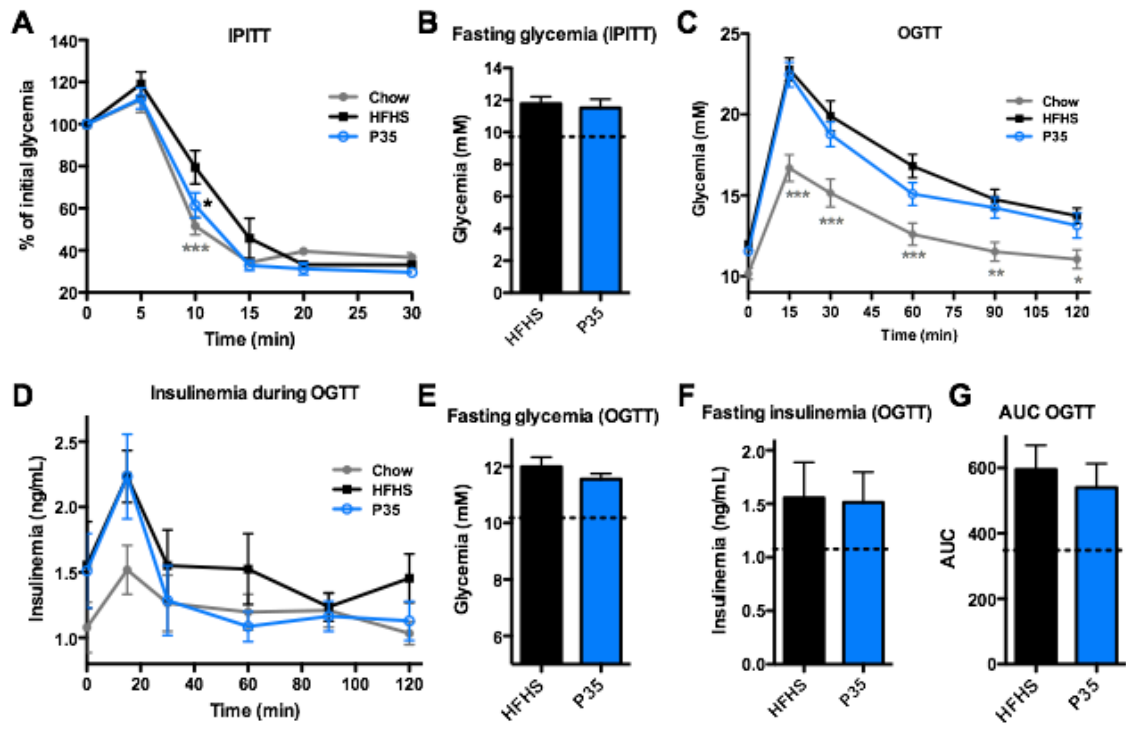 A
IPITT
% of initial glycemia
140
120
100
80
60
40
20
0
5
10
15
20
25
30
Time (min)
Chow
HFHS
P35
*
***
B
Fasting glycemia (IPITT)
Glycemia (mM)
14
12
10
8
6
4
2
0
HFHS
P35
C
OGTT
Glycemia (mM)
25
20
15
10
0
15
30
45
60
75
90
105
120
Time (min)
Chow
HFHS
P35
***
***
***
**
*
D
Insulinemia during OGTT
Insulinemia (ng/mL)
2.5
2.0
1.5
1.0
0
20
40
60
80
100
120
Time (min)
Chow
HFHS
P35
E
Fasting glycemia (OGTT)
Glycemia (mM)
12
10
8
6
HFHS
P35
F
Fasting insulinemia (OGTT)
Insulinemia (ng/mL)
2.0
1.5
1.0
0.5
0.0
HFHS
P35
G
AUC OGTT
AUC
600
400
200
0
HFHS
P35